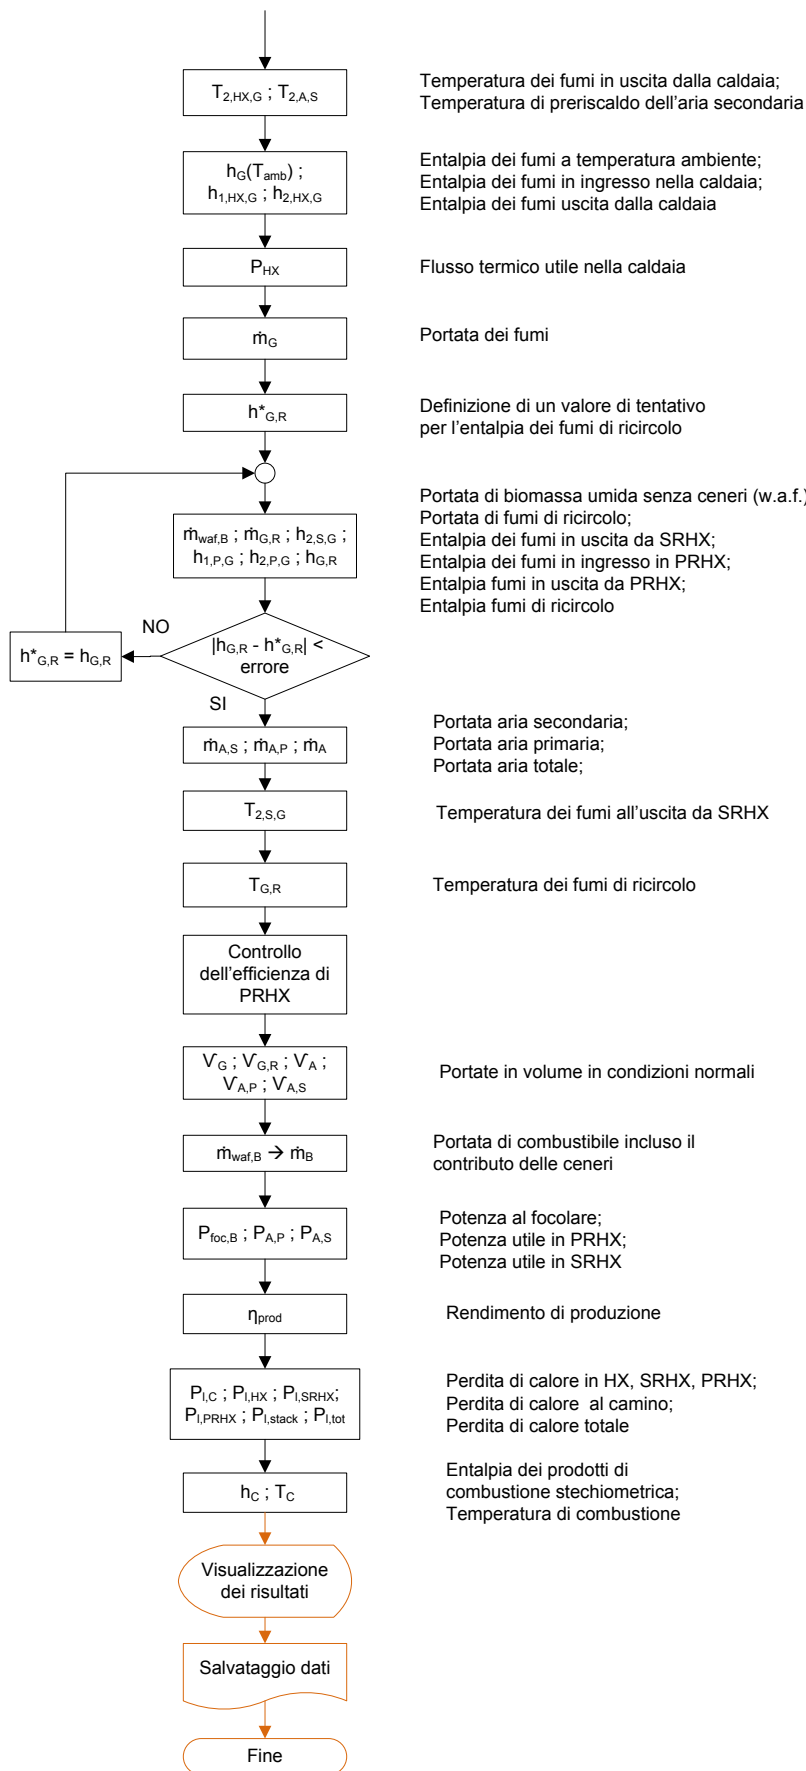 T2,HX,G ; T2,A,S
Temperatura dei fumi in uscita dalla caldaia;
Temperatura di preriscaldo dell'aria secondaria
hG(Tamb) ;
h1,HX,G ; h2,HX,G
Entalpia dei fumi a temperatura ambiente;
Entalpia dei fumi in ingresso nella caldaia;
Entalpia dei fumi uscita dalla caldaia
PHX
Flusso termico utile nella caldaia
ṁG
Portata dei fumi
h*G,R
Definizione di un valore di tentativo
per l'entalpia dei fumi di ricircolo
ṁwaf,B ; ṁG,R ; h2,S,G ;
h1,P,G ; h2,P,G ; hG,R
Portata di biomassa umida senza ceneri (w.a.f.)
Portata di fumi di ricircolo;
Entalpia dei fumi in uscita da SRHX;
Entalpia dei fumi in ingresso in PRHX;
Entalpia fumi in uscita da PRHX;
Entalpia fumi di ricircolo
NO
h*G,R = hG,R
|hG,R - h*G,R| <
errore
SI
ṁA,S ; ṁA,P ; ṁA
Portata aria secondaria;
Portata aria primaria;
Portata aria totale;
T2,S,G
Temperatura dei fumi all'uscita da SRHX
TG,R
Temperatura dei fumi di ricircolo
Controllo
dell'efficienza di
PRHX
V̇G ; V̇G,R ; V̇A ;
V̇A,P ; V̇A,S
Portate in volume in condizioni normali
ṁwaf,B → ṁB
Portata di combustibile incluso il
contributo delle ceneri
Pfoc,B ; PA,P ; PA,S
Potenza al focolare;
Potenza utile in PRHX;
Potenza utile in SRHX
ηprod
Rendimento di produzione
Pl,C ; Pl,HX ; Pl,SRHX;
Pl,PRHX ; Pl,stack ; Pl,tot
Perdita di calore in HX, SRHX, PRHX;
Perdita di calore  al camino;
Perdita di calore totale
hC ; TC
Entalpia dei prodotti di
combustione stechiometrica;
Temperatura di combustione
Visualizzazione
dei risultati
Salvataggio dati
Fine